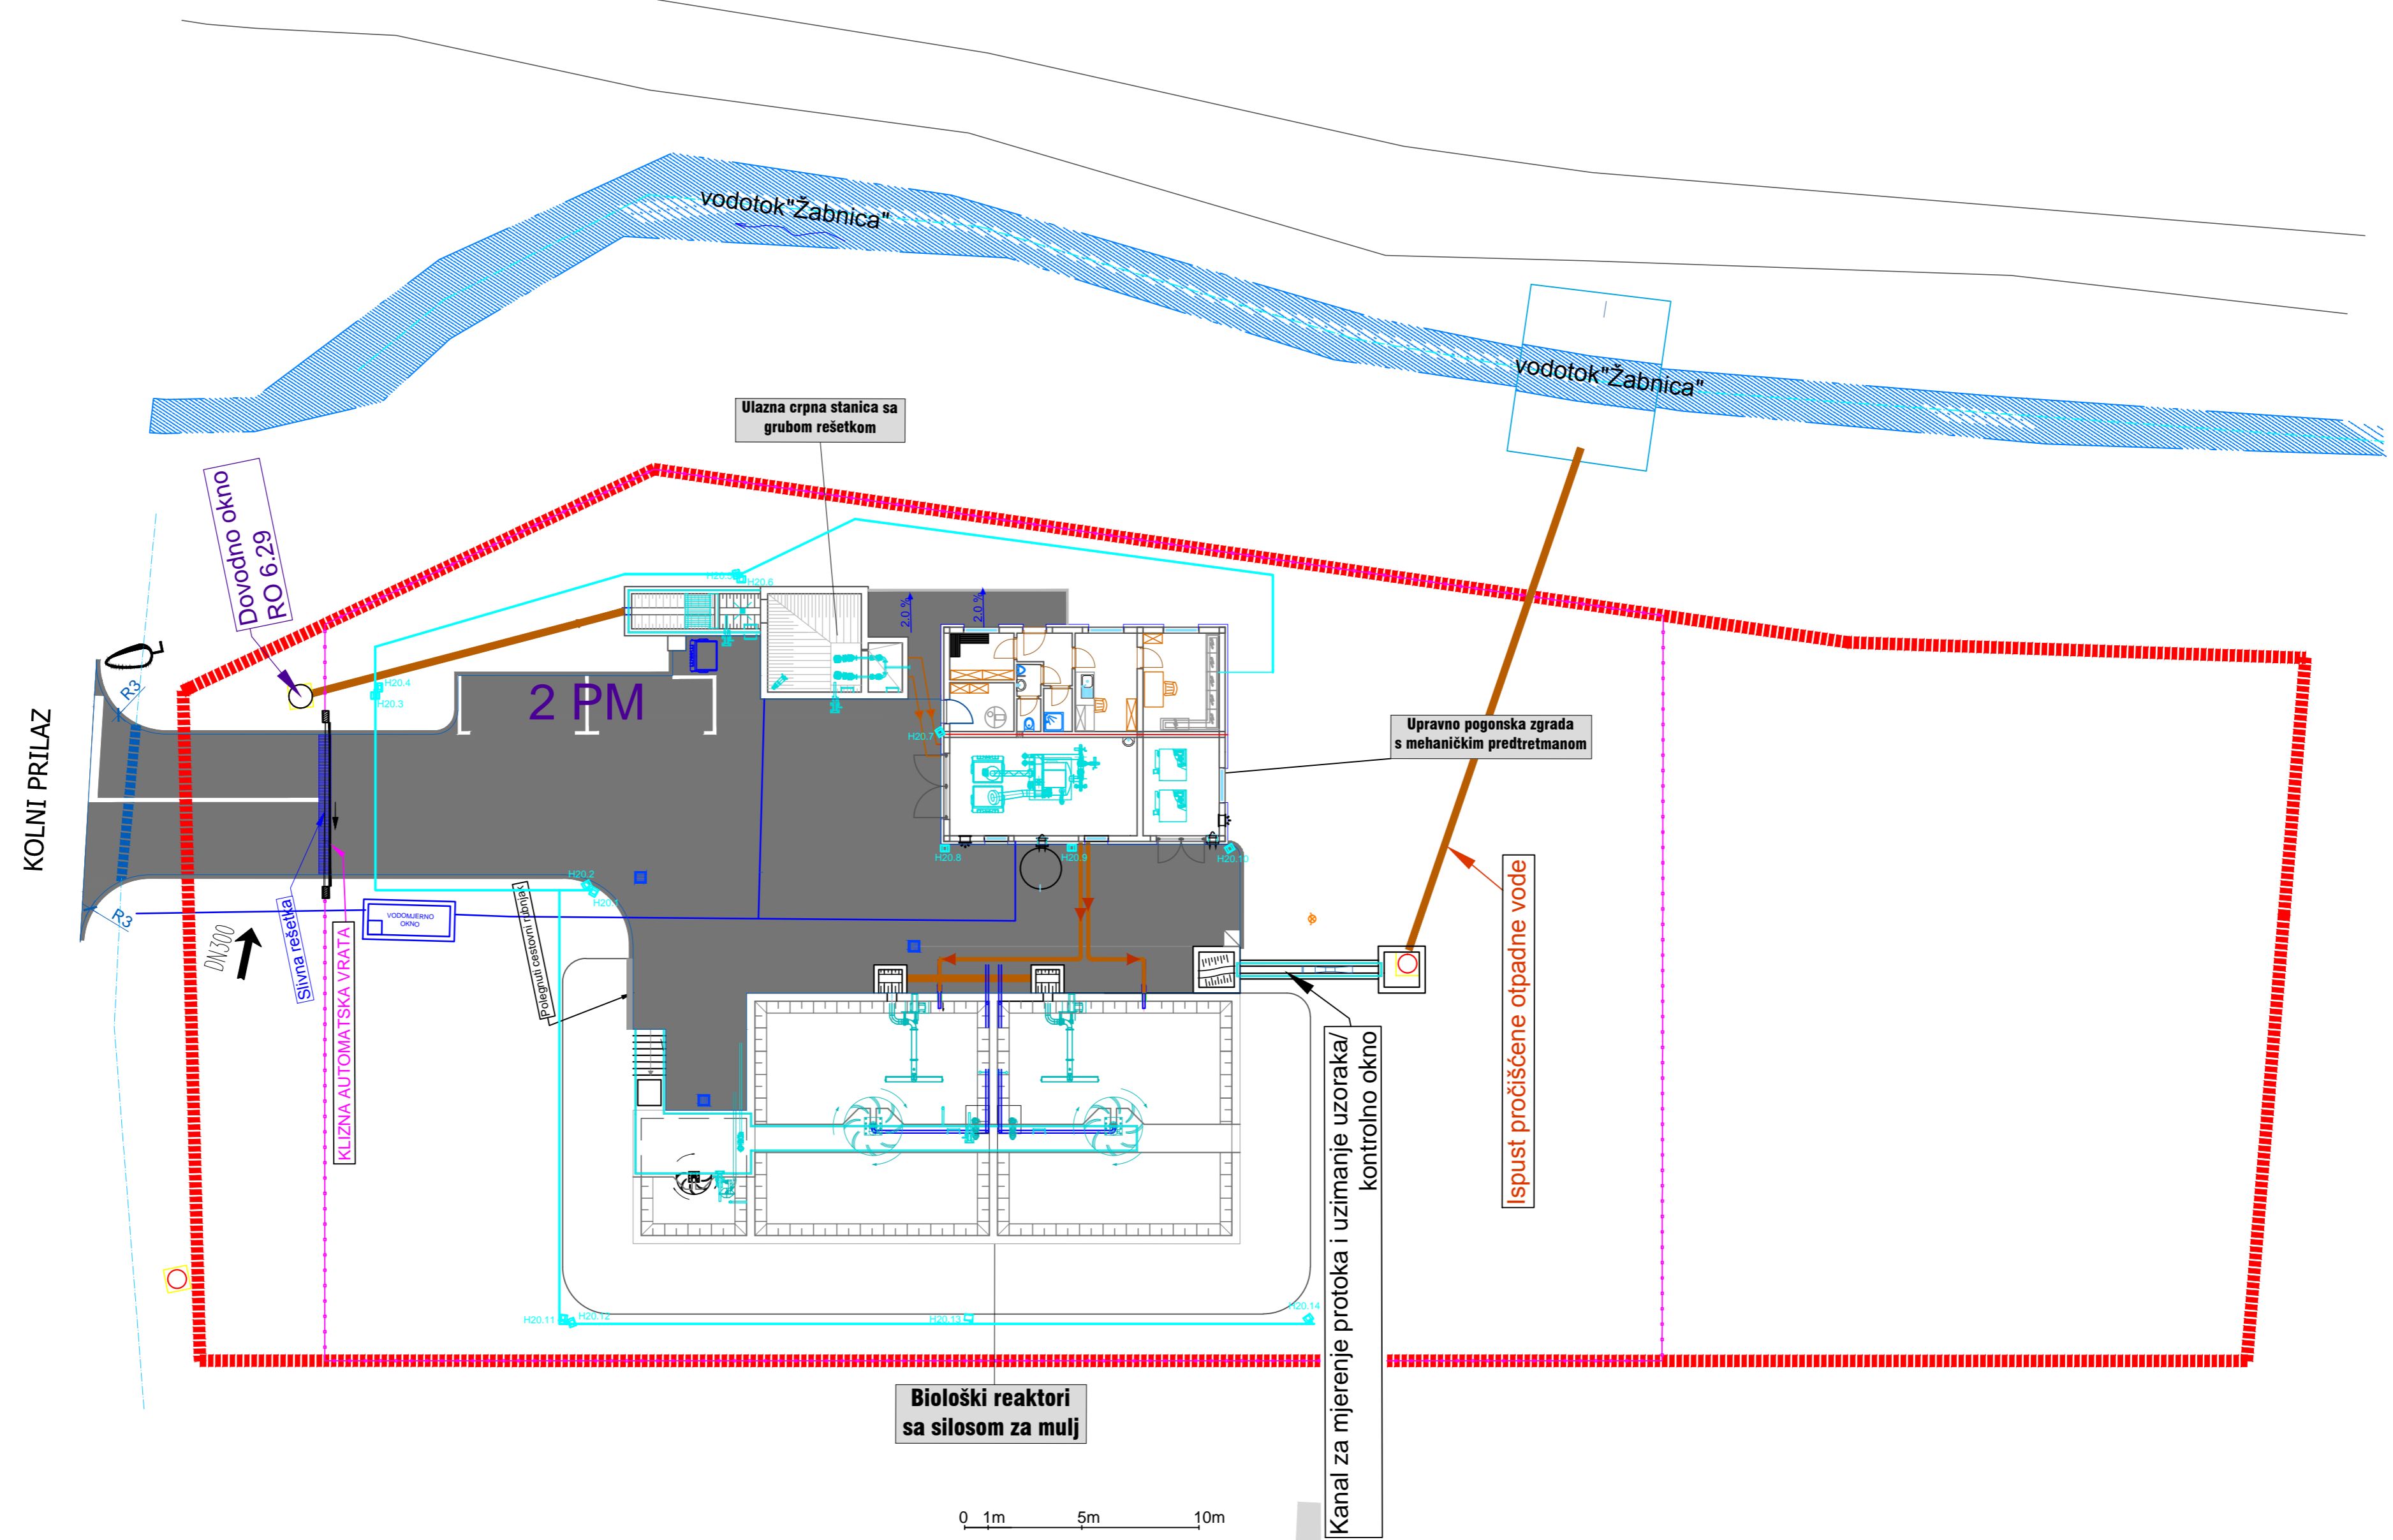 vodotok"Žabnica"
vodotok"Žabnica"
Ulazna crpna stanica sa
grubom rešetkom
Dovodno okno
RO 6.29
H20.6
2.0 %
2.0 %
R3
H20.4
H20.3
2 PM
KOLNI PRILAZ
H20.7
Upravno pogonska zgrada
s mehaničkim predtretmanom
H20.8
H20.9
H20.10
H20.2
H20.1
R3
VODOMJERNO
OKNO
DN300
Slivna rešetka
KLIZNA AUTOMATSKA VRATA
Polegnuti cestovni rubnjak
Ispust pročišćene otpadne vode
Kanal za mjerenje protoka i uzimanje uzoraka/
kontrolno okno
H20.11
H20.12
H20.13
H20.14
Biološki reaktori
sa silosom za mulj
0 1m 5m 10m